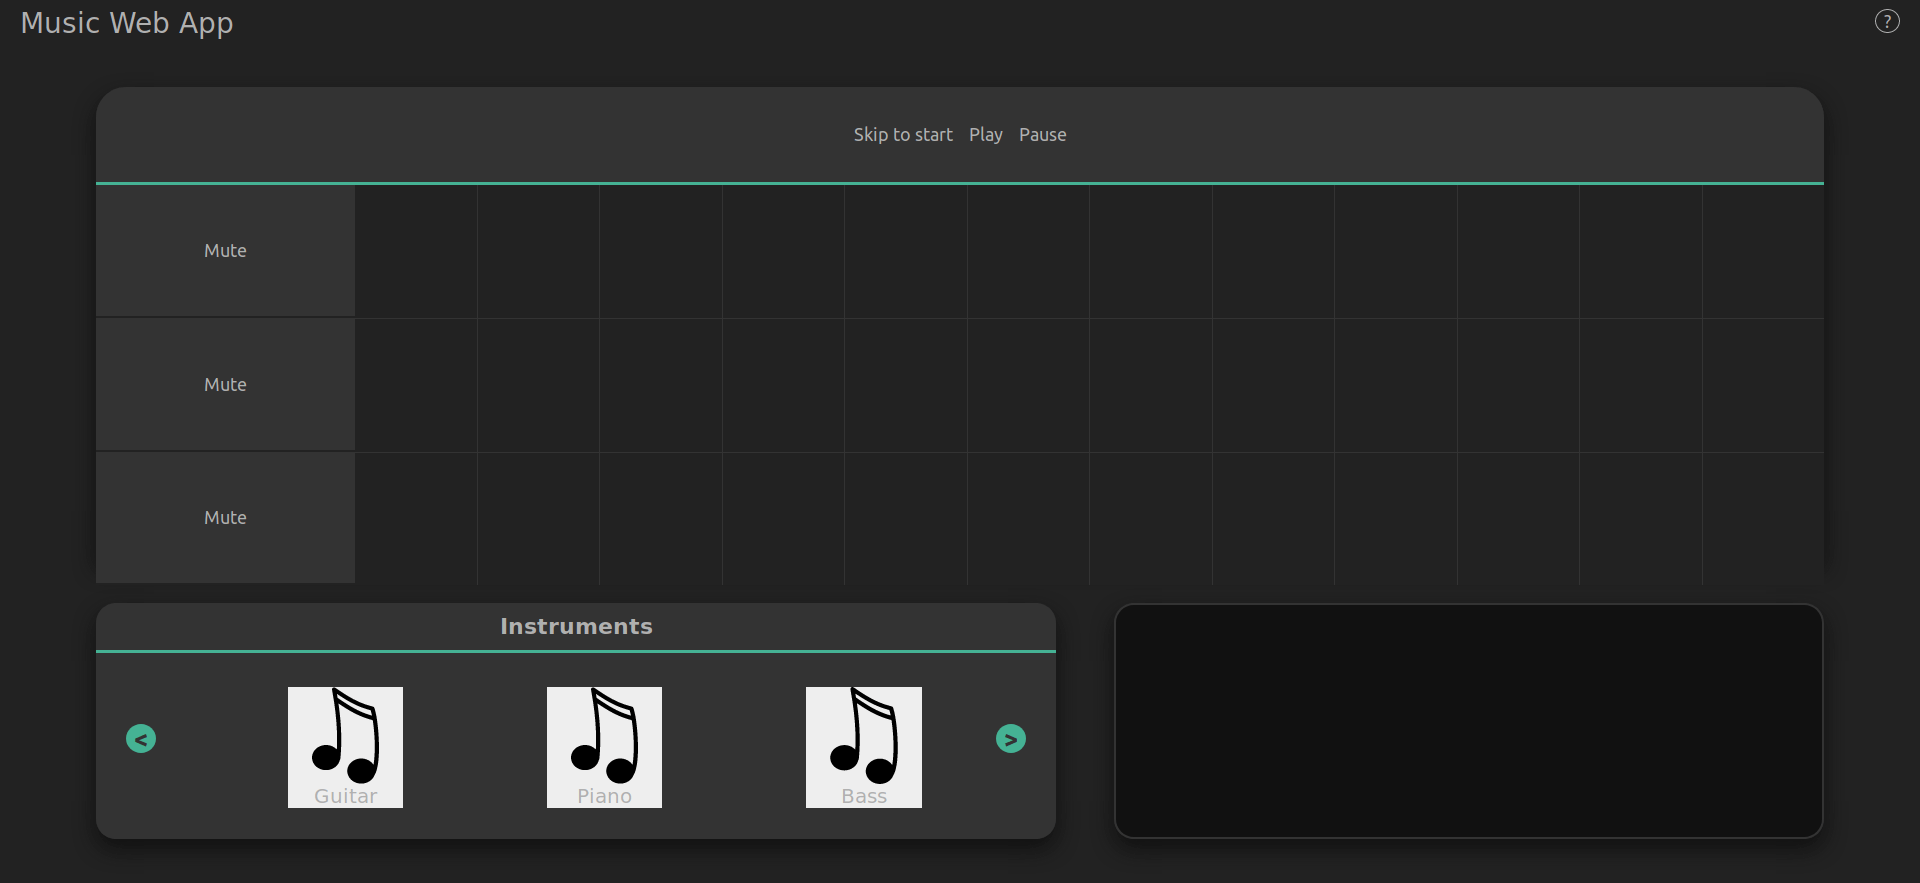 Music Web App
?
Skip to start Play Pause
Mute
Mute
Mute
Instruments
< >
Guitar Piano Bass